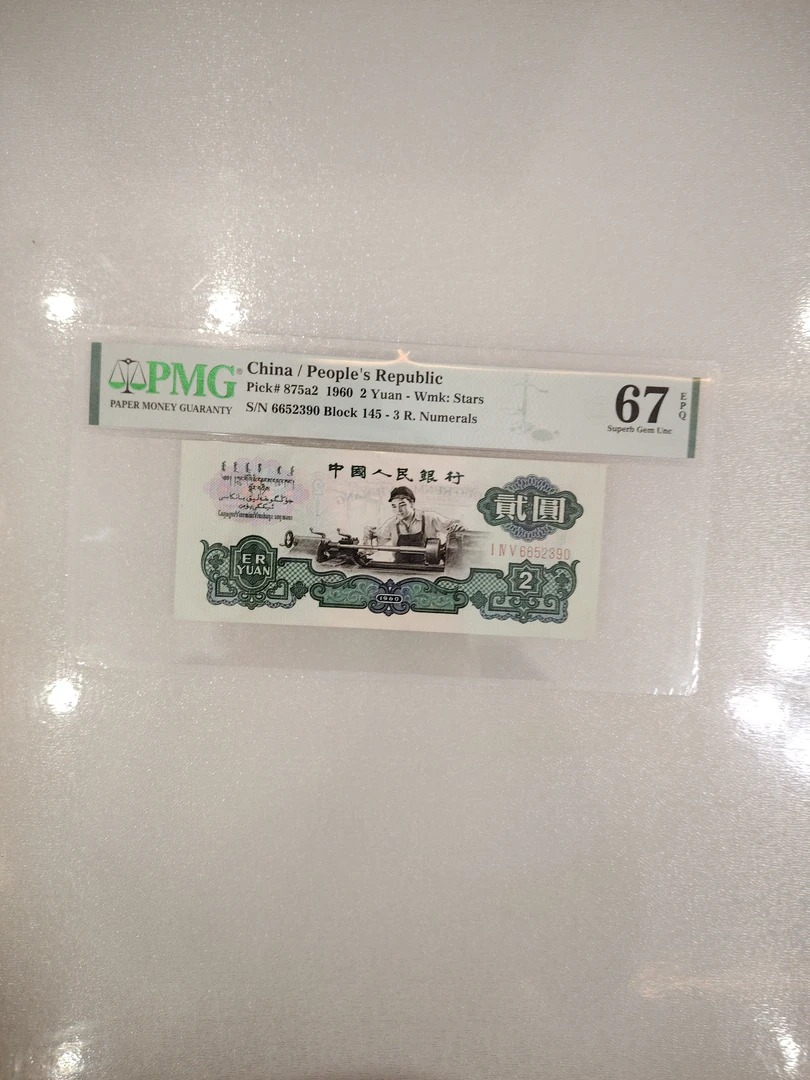 PMG®
PAPER MONEY GUARANTY
China / People's Republic
Pick# 875a2 1960 2 Yuan - Wmk: Stars
S/N 6652390 Block 145 - 3 R. Numerals
67
EPQ
Superb Gem Unc
中國人民銀行
貳圓
I N V 6652390
ER
YUAN
1960
2